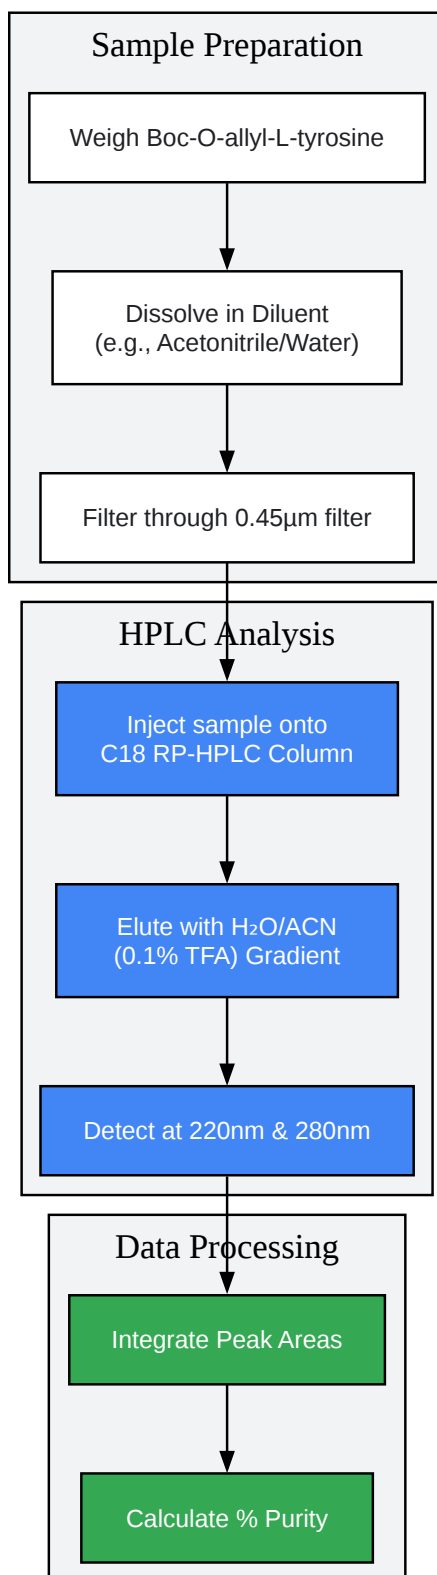 Sample Preparation
Weigh Boc-O-allyl-L-tyrosine
Dissolve in Diluent
(e.g., Acetonitrile/Water)
Filter through 0.45µm filter
HPLC Analysis
Inject sample onto
C18 RP-HPLC Column
Elute with H₂O/ACN
(0.1% TFA) Gradient
Detect at 220nm & 280nm
Data Processing
Integrate Peak Areas
Calculate % Purity